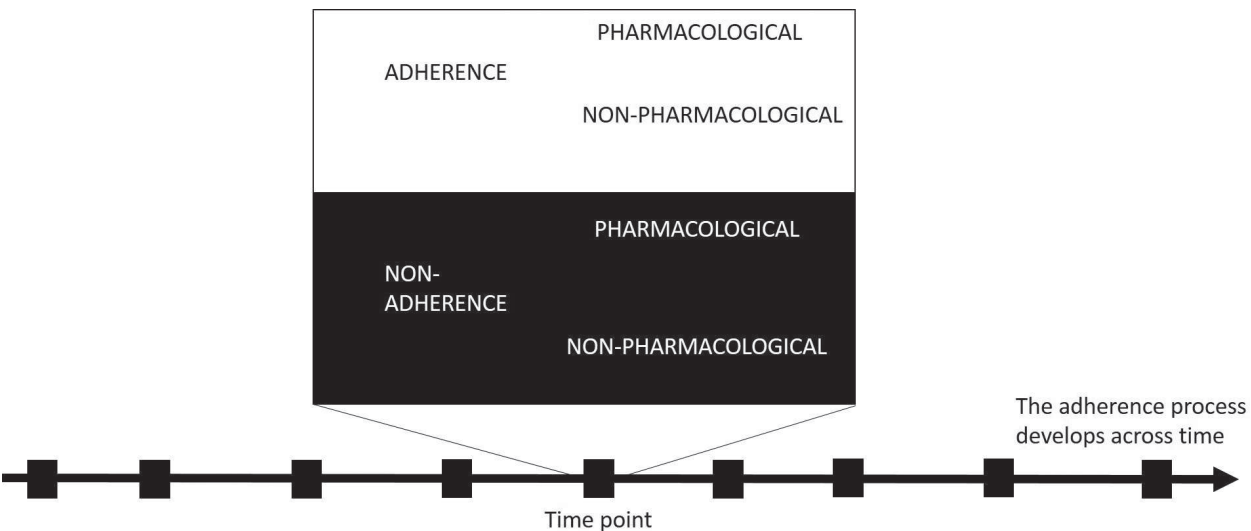 PHARMACOLOGICAL
ADHERENCE
NON-PHARMACOLOGICAL
PHARMACOLOGICAL
NON-
ADHERENCE
NON-PHARMACOLOGICAL
The adherence process
develops across time
Time point